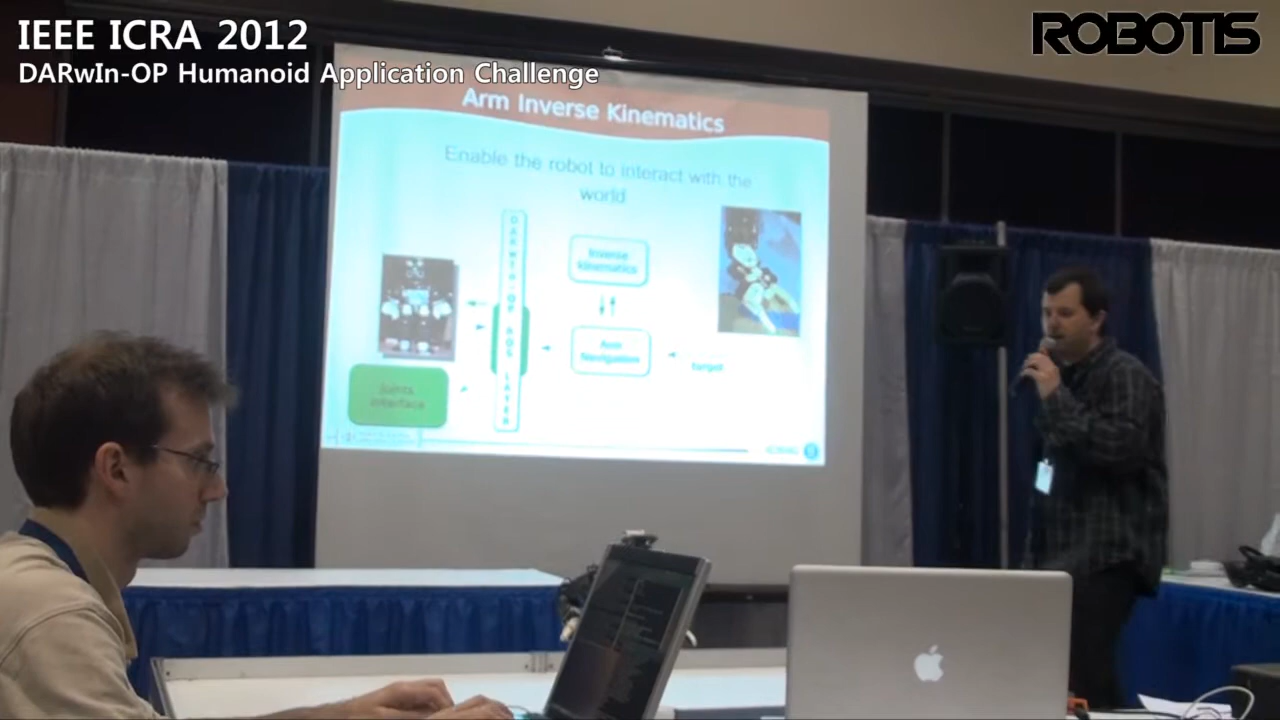 IEEE ICRA 2012
DARwIn-OP Humanoid Application Challenge
ROBOTIS
Arm Inverse Kinematics
Enable the robot to interact with the
world
DARWIN-OP ROS LAYER
Inverse
kinematics
Arm
Navigation
target
Joints
interface